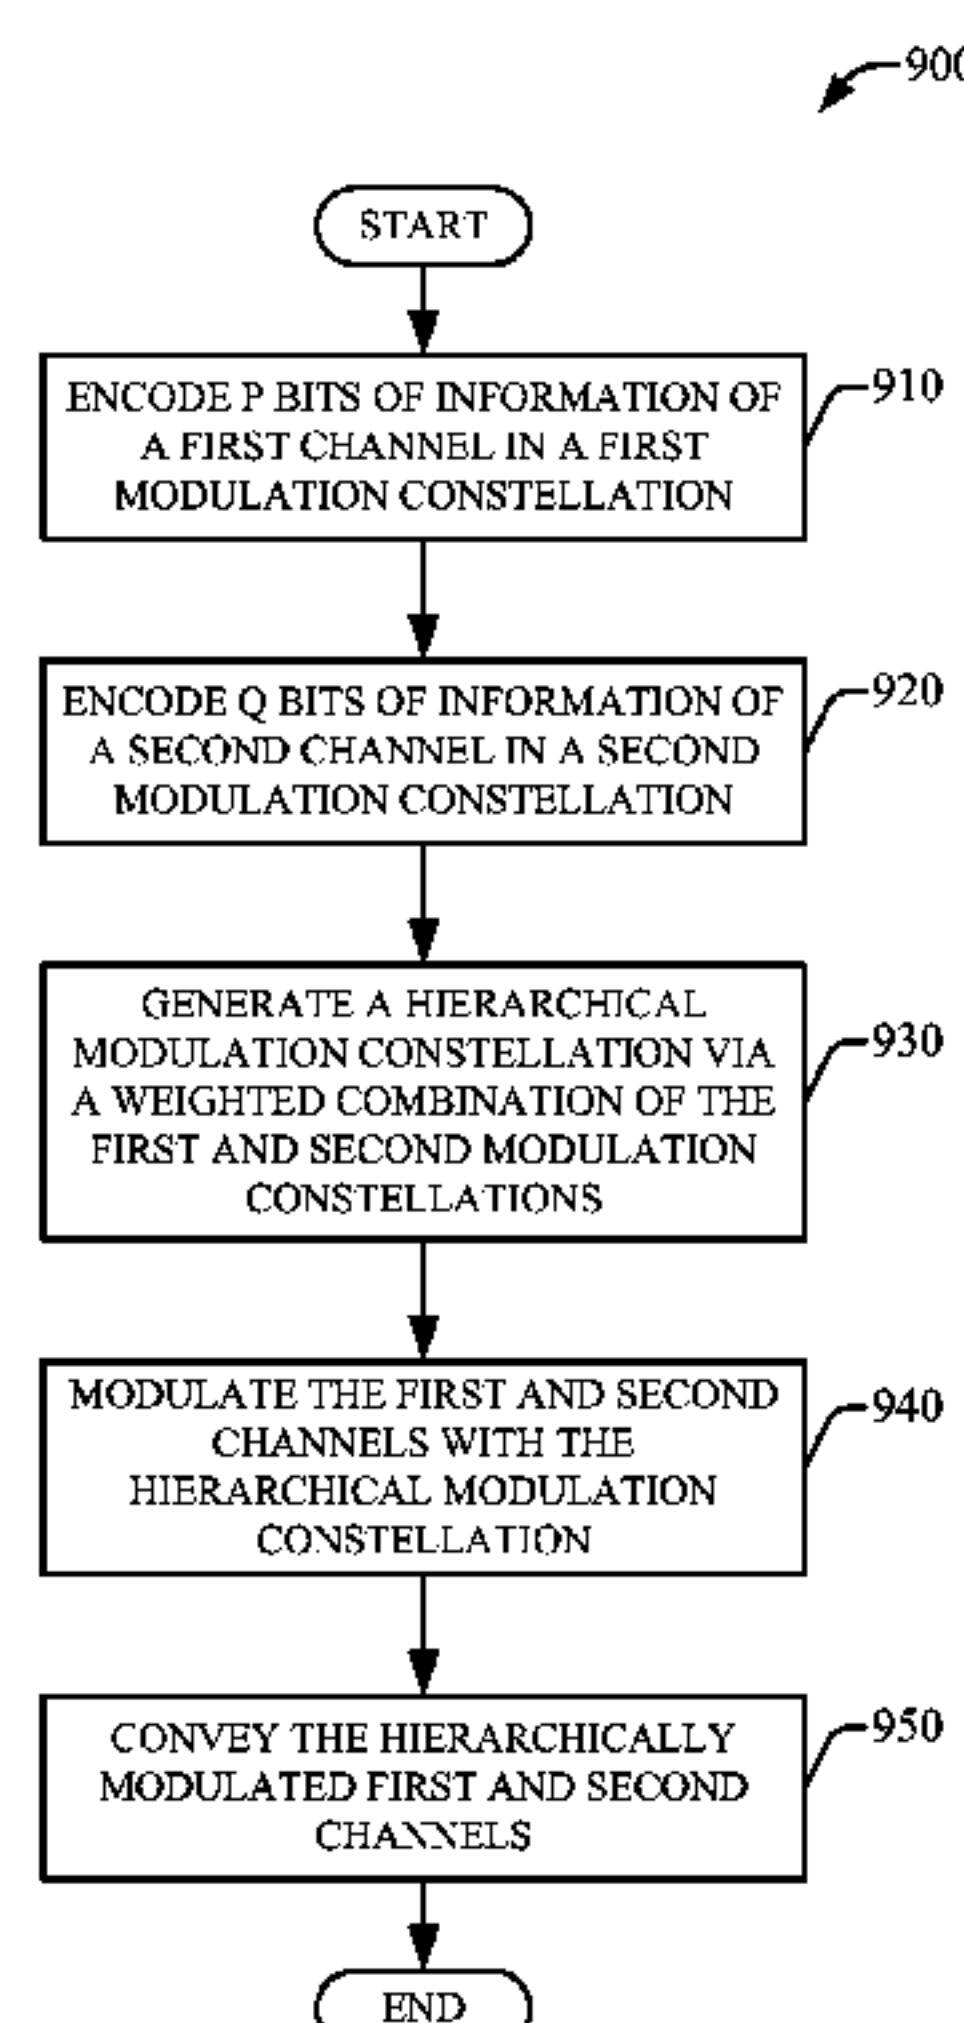 900
START
ENCODE P BITS OF INFORMATION OF
A FIRST CHANNEL IN A FIRST
MODULATION CONSTELLATION
910
ENCODE Q BITS OF INFORMATION OF
A SECOND CHANNEL IN A SECOND
MODULATION CONSTELLATION
920
GENERATE A HIERARCHICAL
MODULATION CONSTELLATION VIA
A WEIGHTED COMBINATION OF THE
FIRST AND SECOND MODULATION
CONSTELLATIONS
930
MODULATE THE FIRST AND SECOND
CHANNELS WITH THE
HIERARCHICAL MODULATION
CONSTELLATION
940
CONVEY THE HIERARCHICALLY
MODULATED FIRST AND SECOND
CHANNELS
950
END